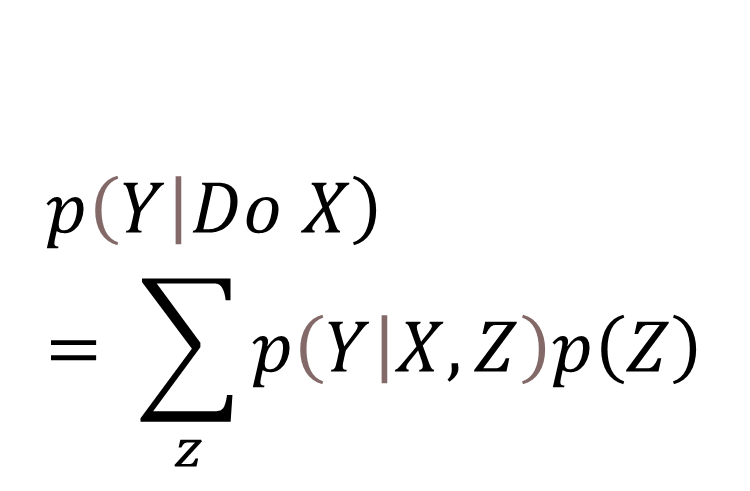 p(Y|Do X)
= ∑ p(Y|X, Z)p(Z)
z